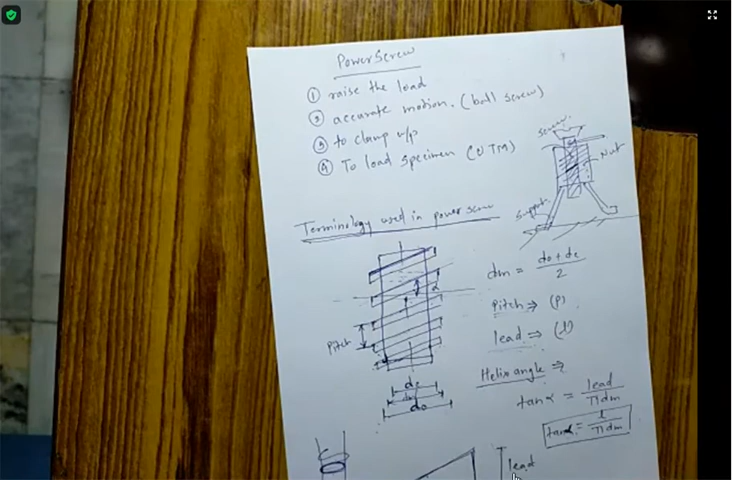 Power Screw
① raise the load
② accurate motion. (ball screw)
③ to clamp w/p
④ To load specimen (UTM)
Screw.
Nut
Support
Terminology used in power screw
dm = do + dc / 2
α
Pitch
Pitch ⇒ (P)
lead ⇒ (l)
Helix angle ⇒
dc
dm
do
tanα = lead / πdm
tanα = l / πdm
lead